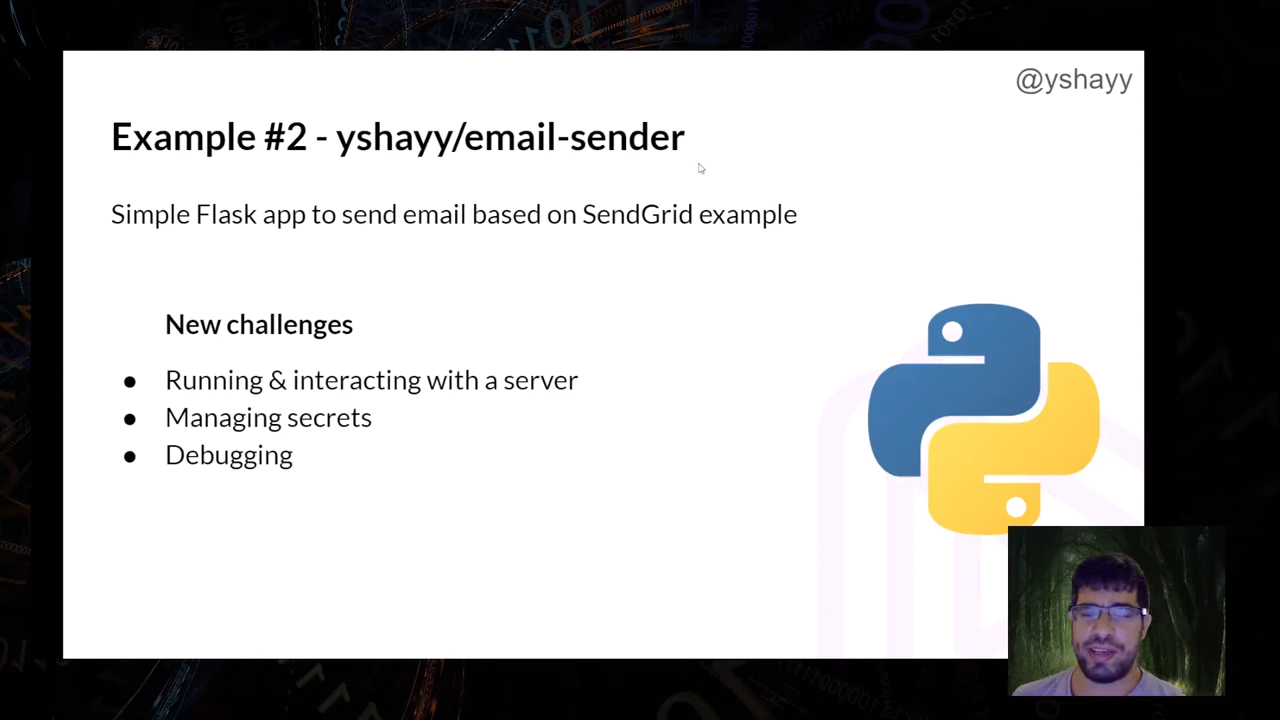 @yshayy
Example #2 - yshayy/email-sender
Simple Flask app to send email based on SendGrid example
New challenges
● Running & interacting with a server
● Managing secrets
● Debugging